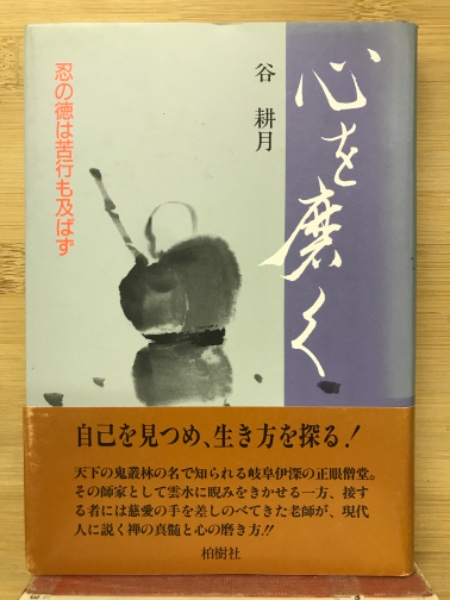 心を磨く
谷 耕月
忍の徳は苦行も及ばず
自己を見つめ、生き方を探る!
天下の鬼叢林の名で知られる岐阜伊深の正眼僧堂。
その師家として雲水に睨みをきかせる一方、接す
る者には慈愛の手を差しのべてきた老師が、現代
人に説く禅の真髄と心の磨き方!!
柏樹社